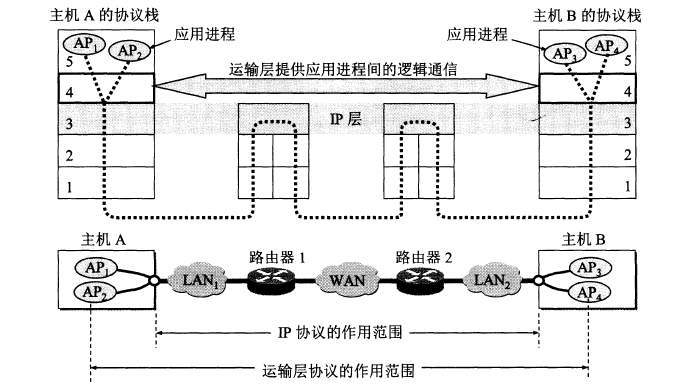 主机 A 的协议栈
主机 B 的协议栈
AP1
AP2
应用进程
应用进程
AP3
AP4
5
5
运输层提供应用进程间的逻辑通信
4
4
3
IP 层
3
2
2
1
1
主机 A
主机 B
AP1
AP2
LAN1
路由器 1
WAN
路由器 2
LAN2
AP3
AP4
IP 协议的作用范围
运输层协议的作用范围